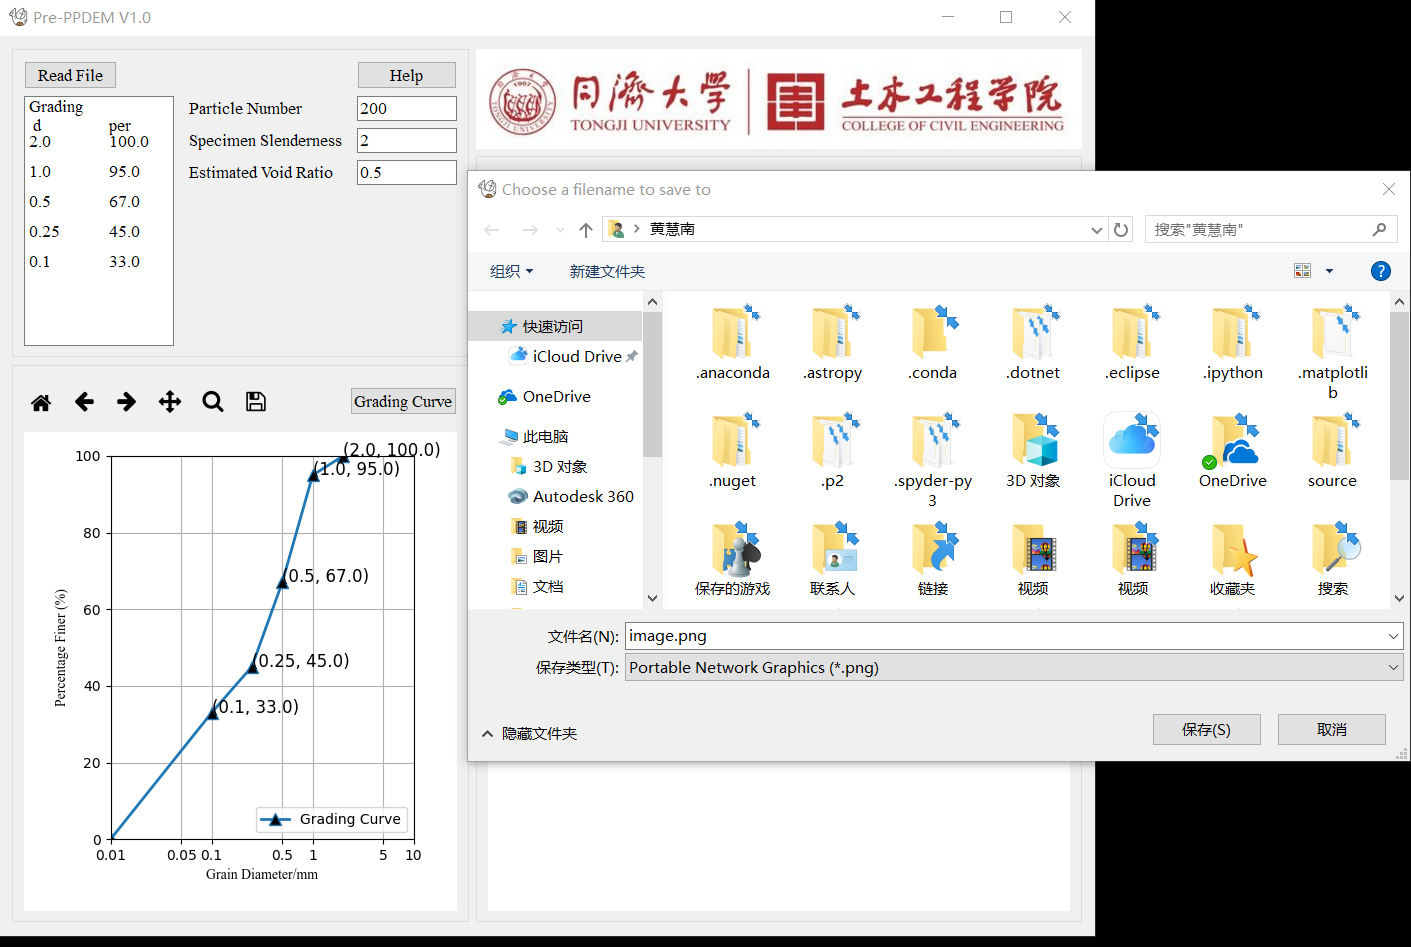 Pre-PPDEM V1.0
Read File
Help
Grading
d per
2.0 100.0
1.0 95.0
0.5 67.0
0.25 45.0
0.1 33.0
Particle Number 200
Specimen Slenderness 2
Estimated Void Ratio 0.5
1907
同濟大學
TONGJI UNIVERSITY
土木工程学院
COLLEGE OF CIVIL ENGINEERING
Grading Curve
(2.0, 100.0)
(1.0, 95.0)
(0.5, 67.0)
(0.25, 45.0)
(0.1, 33.0)
100
80
60
40
20
0
Percentage Finer (%)
0.01 0.05 0.1 0.5 1 5 10
Grain Diameter/mm
Grading Curve
Choose a filename to save to
黄慧南
搜索"黄慧南"
组织
新建文件夹
快速访问
iCloud Drive
OneDrive
此电脑
3D 对象
Autodesk 360
视频
图片
文档
.anaconda
.astropy
.conda
.dotnet
.eclipse
.ipython
.matplotli
b
.nuget
.p2
.spyder-py
3
3D 对象
iCloud
Drive
OneDrive
source
保存的游戏
联系人
链接
视频
视频
收藏夹
搜索
文件名(N): image.png
保存类型(T): Portable Network Graphics (*.png)
隐藏文件夹
保存(S)
取消